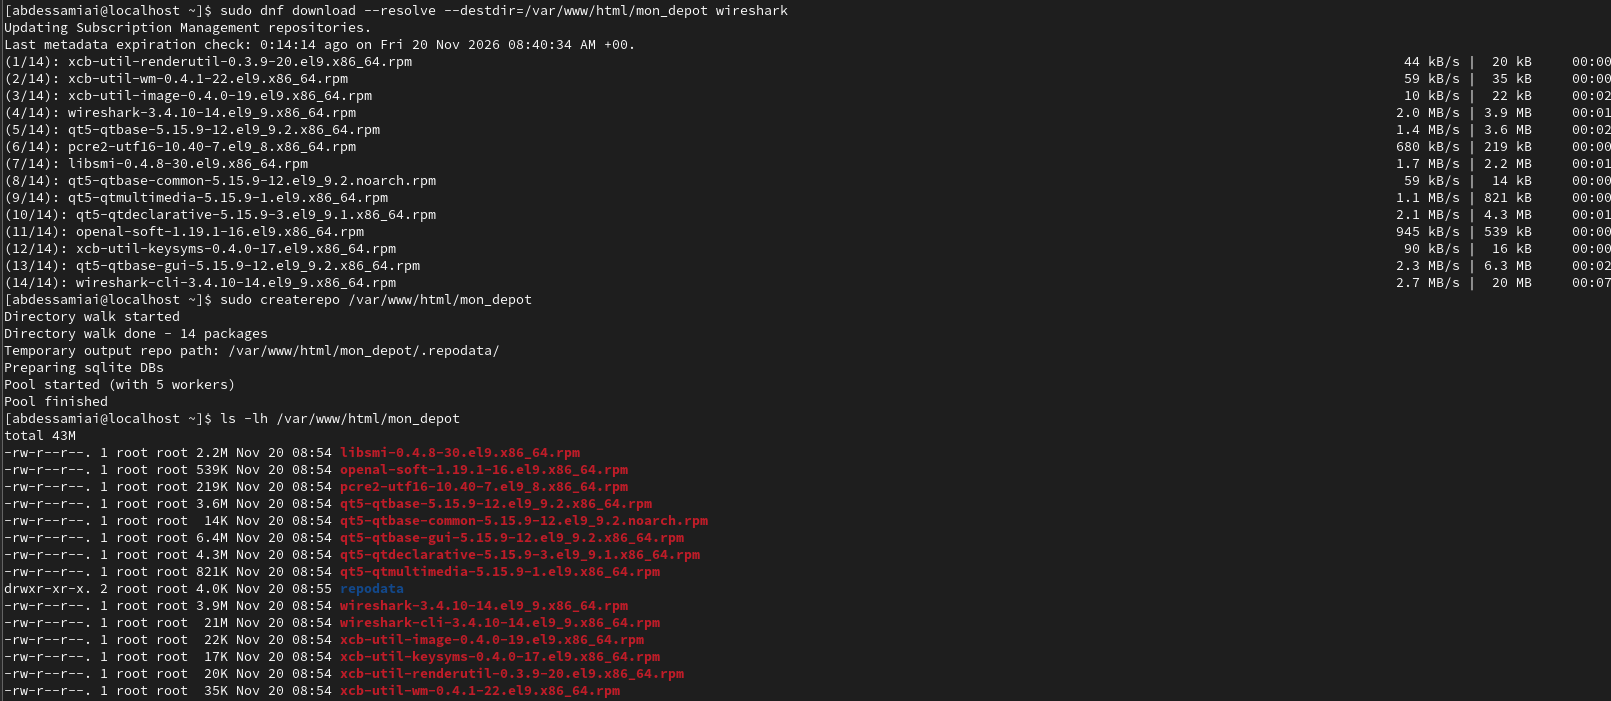 [abdessamiai@localhost ~]$ sudo dnf download --resolve --destdir=/var/www/html/mon_depot wireshark
Updating Subscription Management repositories.
Last metadata expiration check: 0:14:14 ago on Fri 20 Nov 2026 08:40:34 AM +00.
(1/14): xcb-util-renderutil-0.3.9-20.el9.x86_64.rpm 44 kB/s | 20 kB 00:00
(2/14): xcb-util-wm-0.4.1-22.el9.x86_64.rpm 59 kB/s | 35 kB 00:00
(3/14): xcb-util-image-0.4.0-19.el9.x86_64.rpm 10 kB/s | 22 kB 00:02
(4/14): wireshark-3.4.10-14.el9_9.x86_64.rpm 2.0 MB/s | 3.9 MB 00:01
(5/14): qt5-qtbase-5.15.9-12.el9_9.2.x86_64.rpm 1.4 MB/s | 3.6 MB 00:02
(6/14): pcre2-utf16-10.40-7.el9_8.x86_64.rpm 680 kB/s | 219 kB 00:00
(7/14): libsmi-0.4.8-30.el9.x86_64.rpm 1.7 MB/s | 2.2 MB 00:01
(8/14): qt5-qtbase-common-5.15.9-12.el9_9.2.noarch.rpm 59 kB/s | 14 kB 00:00
(9/14): qt5-qtmultimedia-5.15.9-1.el9.x86_64.rpm 1.1 MB/s | 821 kB 00:00
(10/14): qt5-qtdeclarative-5.15.9-3.el9_9.1.x86_64.rpm 2.1 MB/s | 4.3 MB 00:01
(11/14): openal-soft-1.19.1-16.el9.x86_64.rpm 945 kB/s | 539 kB 00:00
(12/14): xcb-util-keysyms-0.4.0-17.el9.x86_64.rpm 90 kB/s | 16 kB 00:00
(13/14): qt5-qtbase-gui-5.15.9-12.el9_9.2.x86_64.rpm 2.3 MB/s | 6.3 MB 00:02
(14/14): wireshark-cli-3.4.10-14.el9_9.x86_64.rpm 2.7 MB/s | 20 MB 00:07
[abdessamiai@localhost ~]$ sudo createrepo /var/www/html/mon_depot
Directory walk started
Directory walk done - 14 packages
Temporary output repo path: /var/www/html/mon_depot/.repodata/
Preparing sqlite DBs
Pool started (with 5 workers)
Pool finished
[abdessamiai@localhost ~]$ ls -lh /var/www/html/mon_depot
total 43M
-rw-r--r--. 1 root root 2.2M Nov 20 08:54 libsmi-0.4.8-30.el9.x86_64.rpm
-rw-r--r--. 1 root root 539K Nov 20 08:54 openal-soft-1.19.1-16.el9.x86_64.rpm
-rw-r--r--. 1 root root 219K Nov 20 08:54 pcre2-utf16-10.40-7.el9_8.x86_64.rpm
-rw-r--r--. 1 root root 3.6M Nov 20 08:54 qt5-qtbase-5.15.9-12.el9_9.2.x86_64.rpm
-rw-r--r--. 1 root root 14K Nov 20 08:54 qt5-qtbase-common-5.15.9-12.el9_9.2.noarch.rpm
-rw-r--r--. 1 root root 6.4M Nov 20 08:54 qt5-qtbase-gui-5.15.9-12.el9_9.2.x86_64.rpm
-rw-r--r--. 1 root root 4.3M Nov 20 08:54 qt5-qtdeclarative-5.15.9-3.el9_9.1.x86_64.rpm
-rw-r--r--. 1 root root 821K Nov 20 08:54 qt5-qtmultimedia-5.15.9-1.el9.x86_64.rpm
drwxr-xr-x. 2 root root 4.0K Nov 20 08:55 repodata
-rw-r--r--. 1 root root 3.9M Nov 20 08:54 wireshark-3.4.10-14.el9_9.x86_64.rpm
-rw-r--r--. 1 root root 21M Nov 20 08:54 wireshark-cli-3.4.10-14.el9_9.x86_64.rpm
-rw-r--r--. 1 root root 22K Nov 20 08:54 xcb-util-image-0.4.0-19.el9.x86_64.rpm
-rw-r--r--. 1 root root 17K Nov 20 08:54 xcb-util-keysyms-0.4.0-17.el9.x86_64.rpm
-rw-r--r--. 1 root root 20K Nov 20 08:54 xcb-util-renderutil-0.3.9-20.el9.x86_64.rpm
-rw-r--r--. 1 root root 35K Nov 20 08:54 xcb-util-wm-0.4.1-22.el9.x86_64.rpm